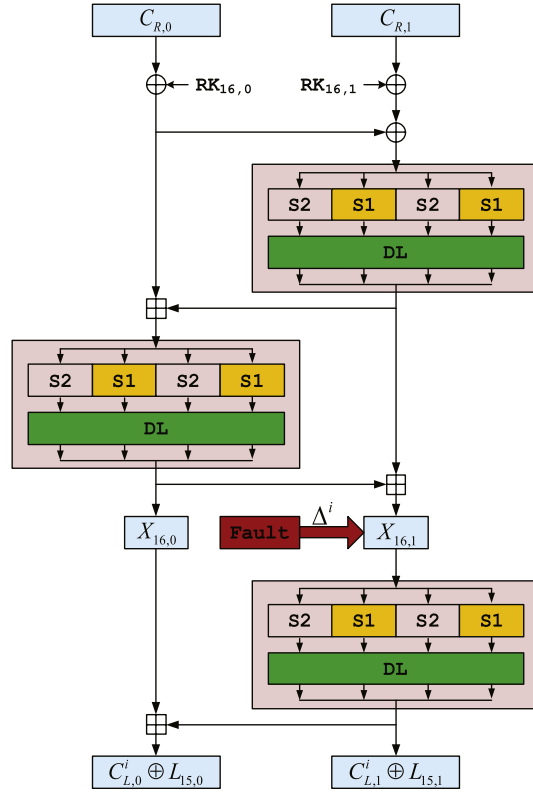 C_{R,0} C_{R,1}
RK_{16,0} RK_{16,1}
S2 S1 S2 S1
DL
S2 S1 S2 S1
DL
X_{16,0} Fault Δ^i X_{16,1}
S2 S1 S2 S1
DL
C^i_{L,0} ⊕ L_{15,0} C^i_{L,1} ⊕ L_{15,1}